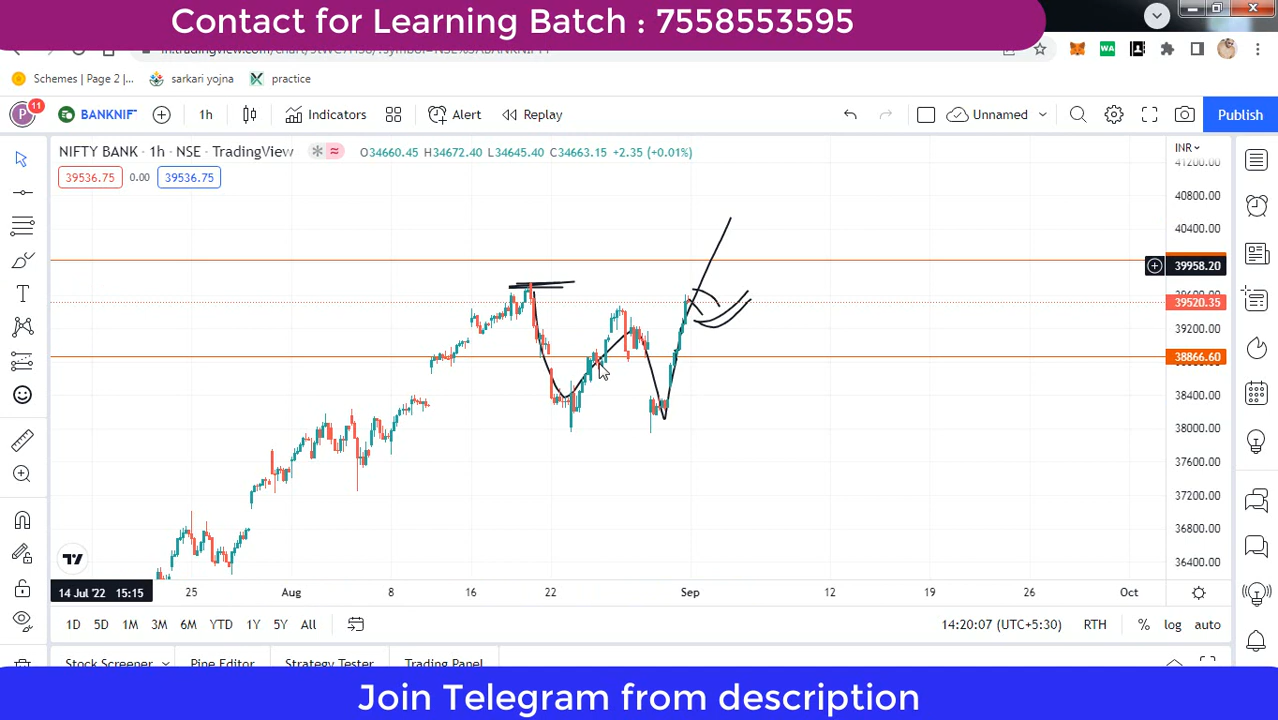 Contact for Learning Batch : 7558553595
Schemes | Page 2 |...
sarkari yojna
practice
P
11
BANKNIF
1h
Indicators
Alert
Replay
Unnamed
Publish
NIFTY BANK · 1h · NSE · TradingView
O34660.45 H34672.40 L34645.40 C34663.15 +2.35 (+0.01%)
INR
39536.75
0.00
39536.75
41200.00
40800.00
40400.00
39958.20
39520.35
39200.00
38866.60
38400.00
38000.00
37600.00
37200.00
36800.00
36400.00
14 Jul '22 15:15
25
Aug
8
16
22
Sep
12
19
26
Oct
1D
5D
1M
3M
6M
YTD
1Y
5Y
All
14:20:07 (UTC+5:30)
RTH
%
log
auto
Stock Screener
Pine Editor
Strategy Tester
Trading Panel
WA
Join Telegram from description